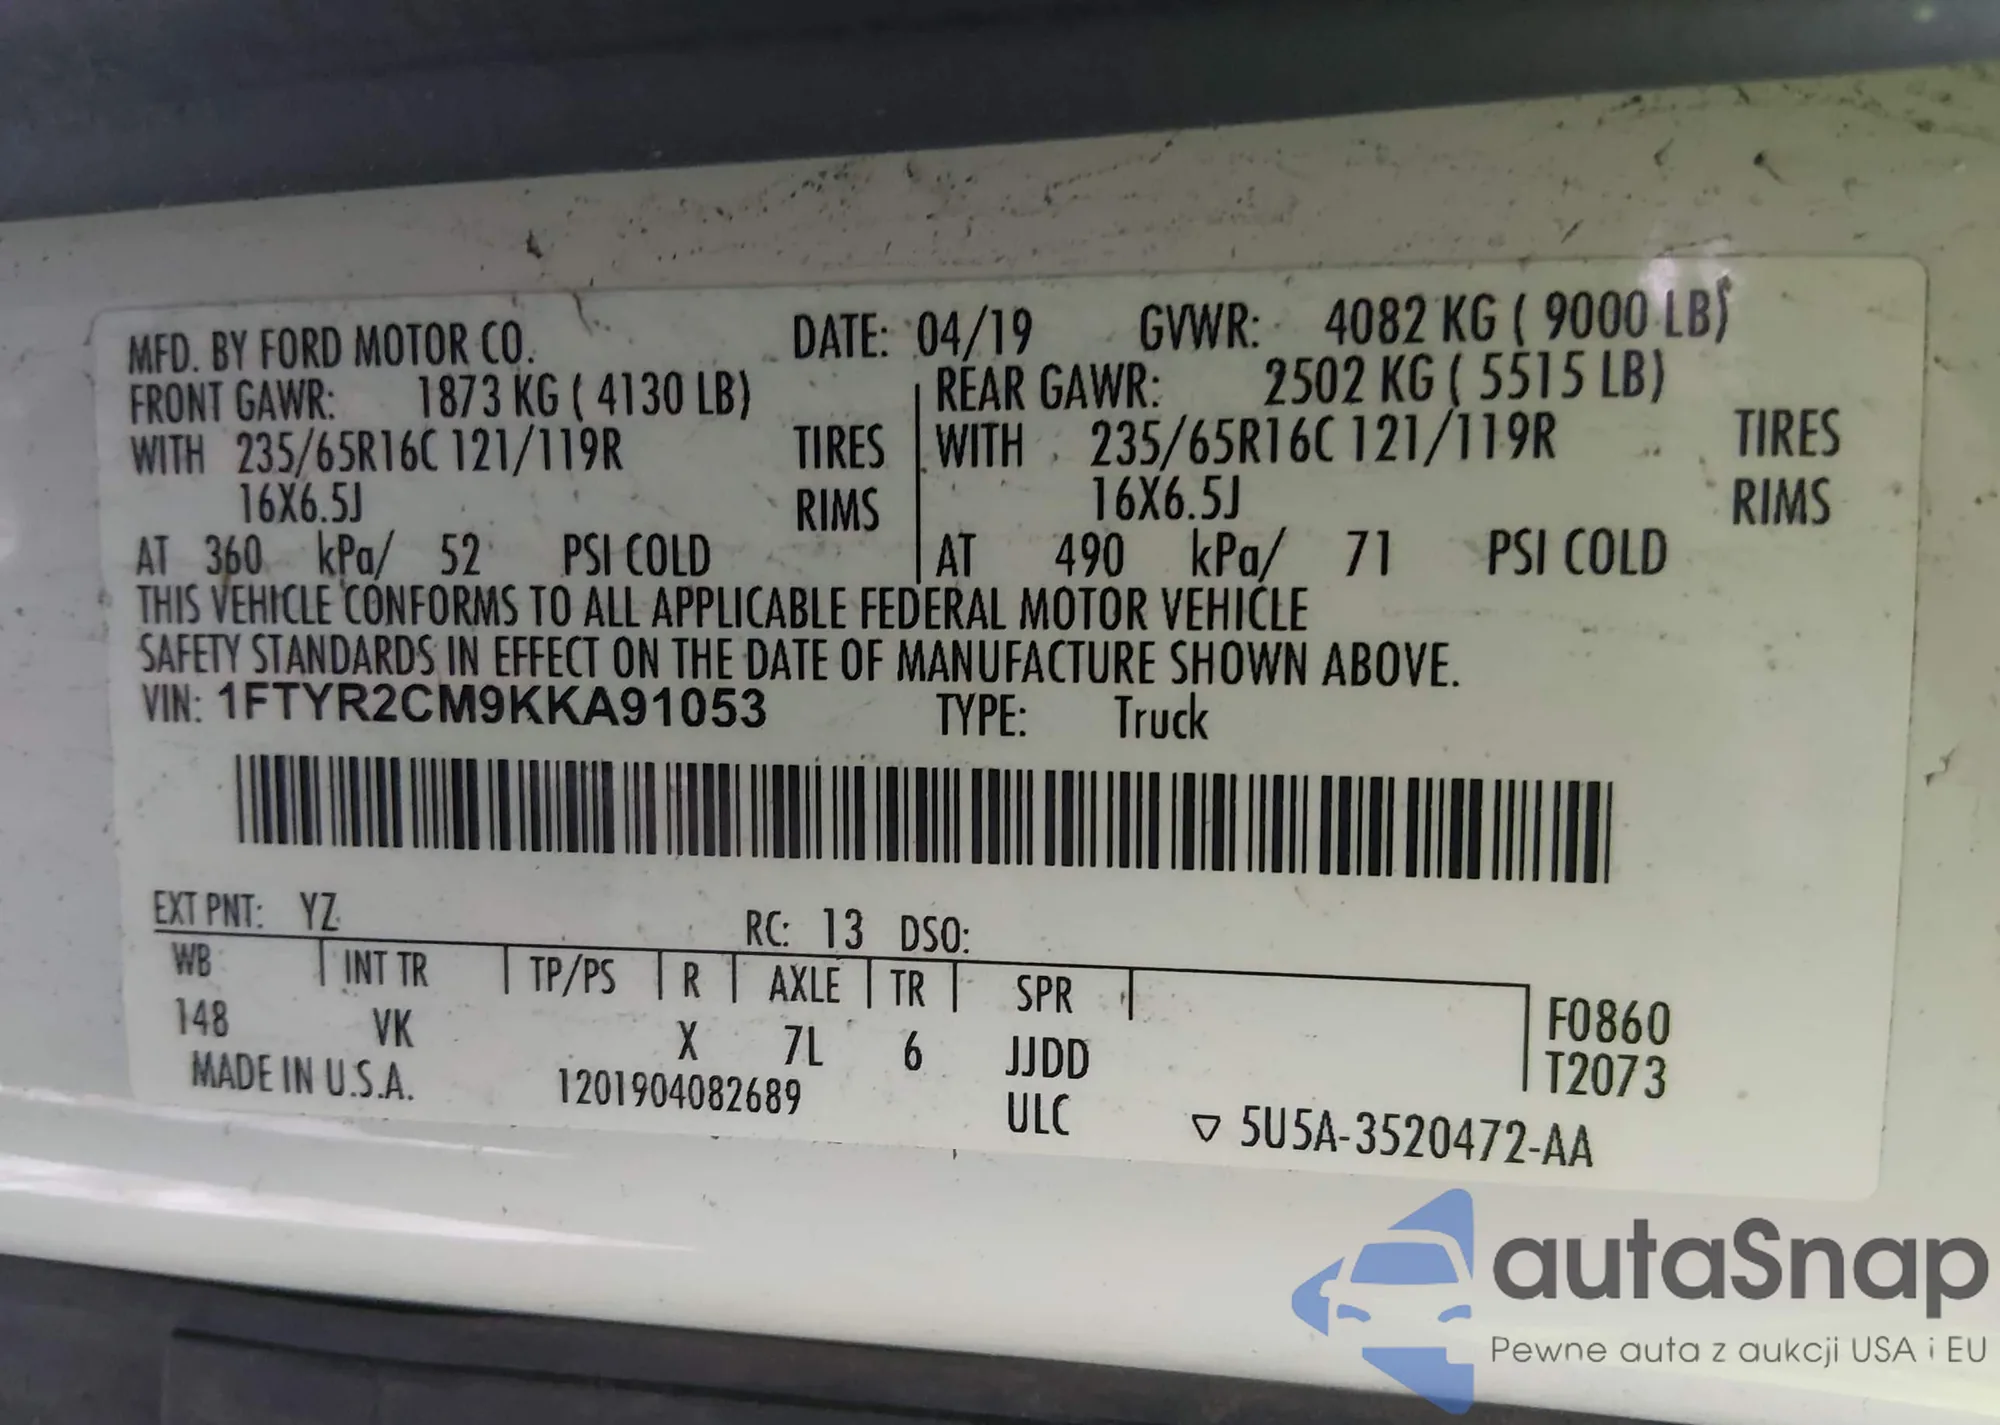 MFD. BY FORD MOTOR CO. DATE: 04/19 GVWR: 4082 KG ( 9000 LB)
FRONT GAWR: 1873 KG ( 4130 LB) REAR GAWR: 2502 KG ( 5515 LB)
WITH 235/65R16C 121/119R TIRES WITH 235/65R16C 121/119R TIRES
16X6.5J RIMS 16X6.5J RIMS
AT 360 kPa/ 52 PSI COLD AT 490 kPa/ 71 PSI COLD
THIS VEHICLE CONFORMS TO ALL APPLICABLE FEDERAL MOTOR VEHICLE
SAFETY STANDARDS IN EFFECT ON THE DATE OF MANUFACTURE SHOWN ABOVE.
VIN: 1FTYR2CM9KKA91053 TYPE: Truck
EXT PNT: YZ RC: 13 DSO:
WB INT TR TP/PS R AXLE TR SPR
148 VK X 7L 6 JJDD
F0860
T2073
MADE IN U.S.A. 1201904082689 ULC
▽ 5U5A-3520472-AA
autaSnap
Pewne auta z aukcji USA i EU